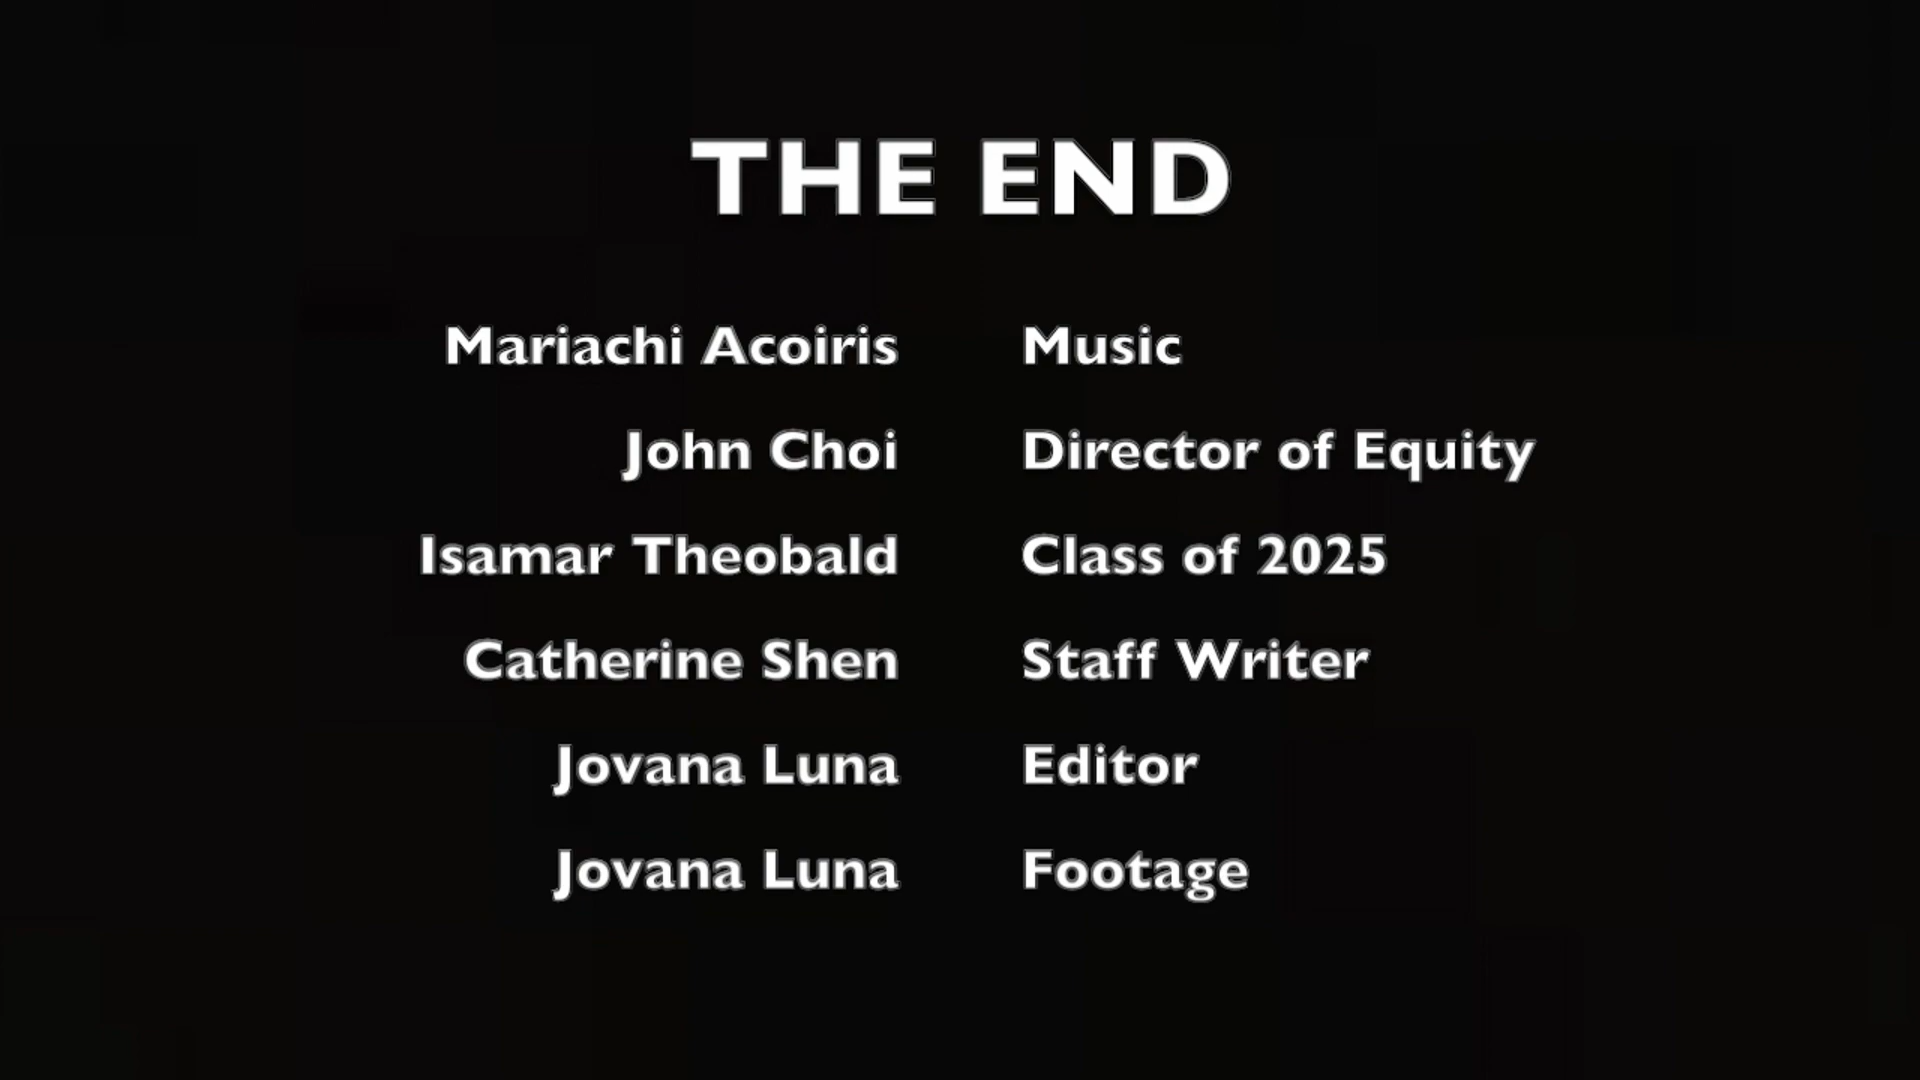 THE END
Mariachi Acoiris Music
John Choi Director of Equity
Isamar Theobald Class of 2025
Catherine Shen Staff Writer
Jovana Luna Editor
Jovana Luna Footage